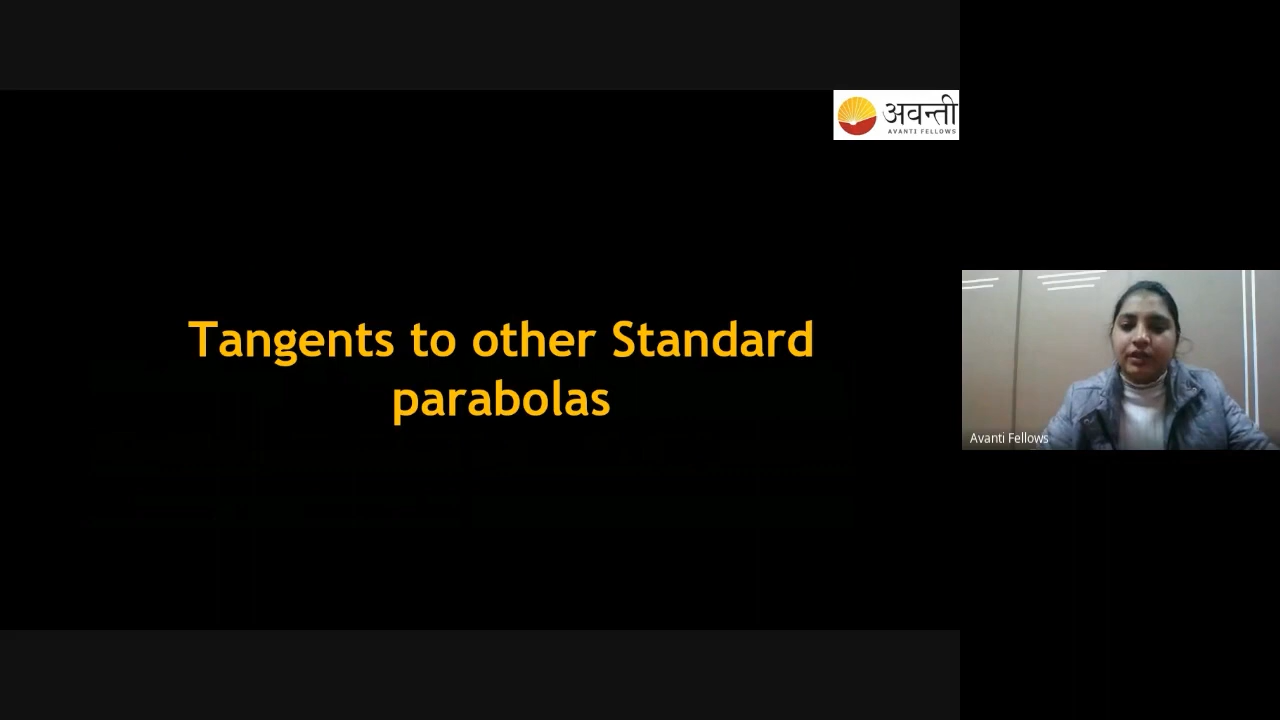 अवन्ती
AVANTI FELLOWS
Tangents to other Standard
parabolas
Avanti Fellows